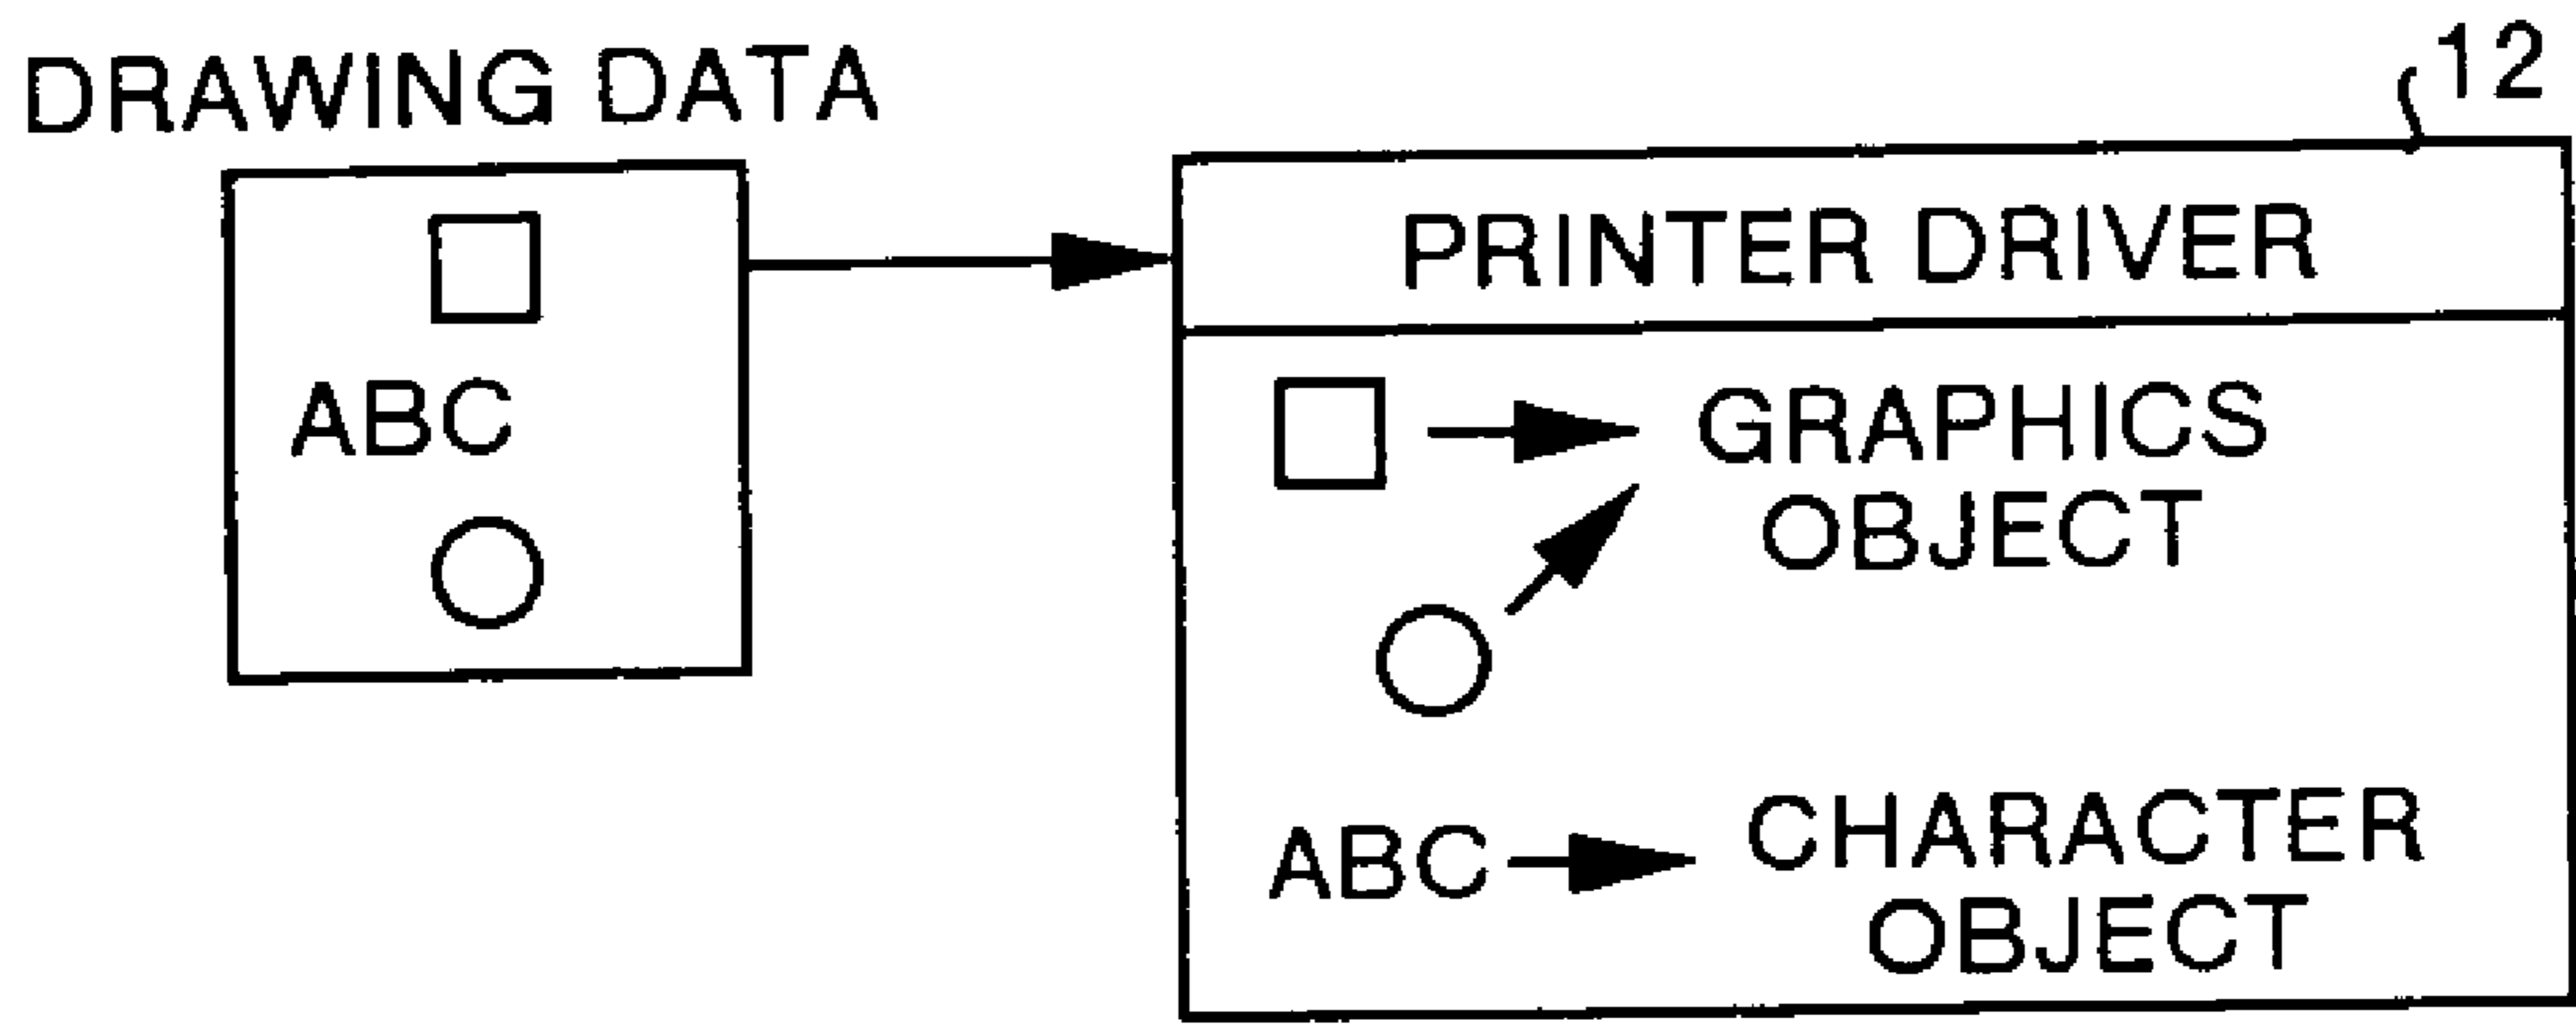 DRAWING DATA
12
ABC
PRINTER DRIVER
GRAPHICS
OBJECT
ABC
CHARACTER
OBJECT